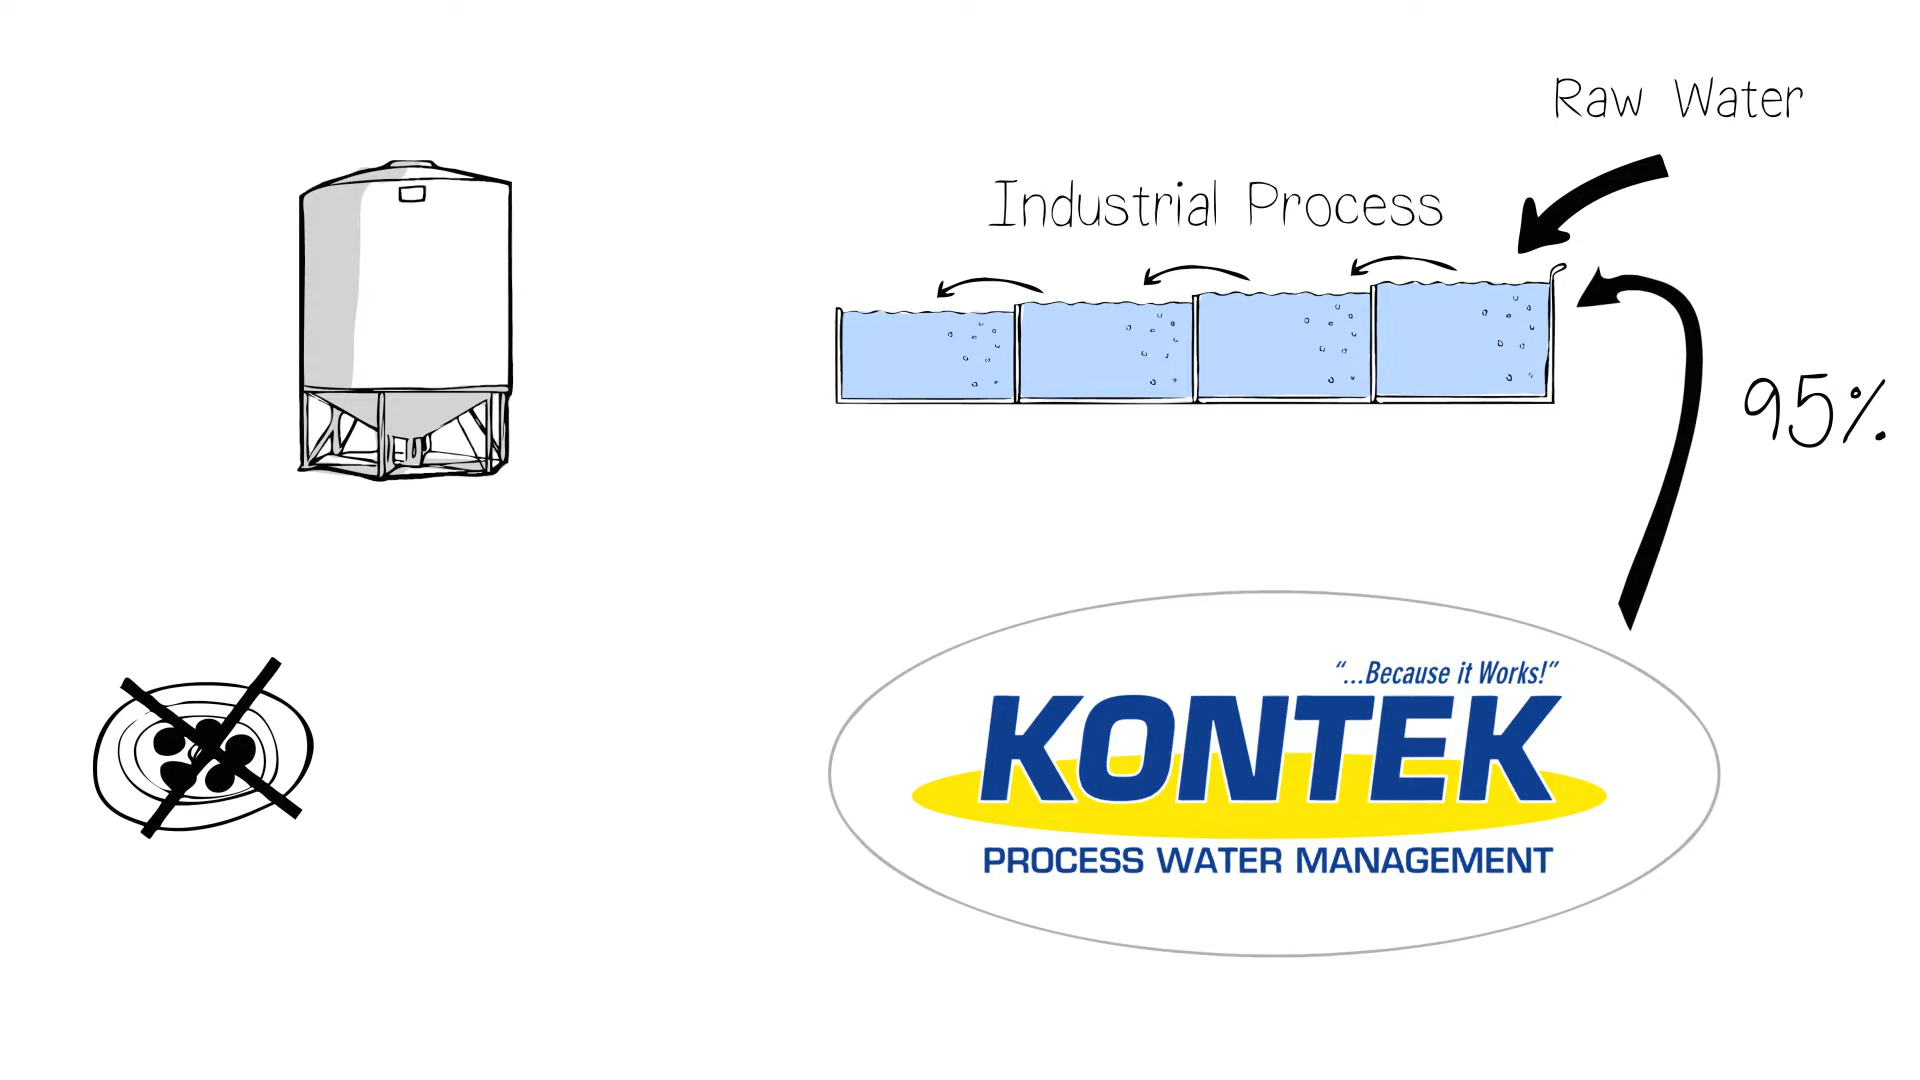 Raw Water
Industrial Process
95%
“...Because it Works!”
KONTEK
PROCESS WATER MANAGEMENT